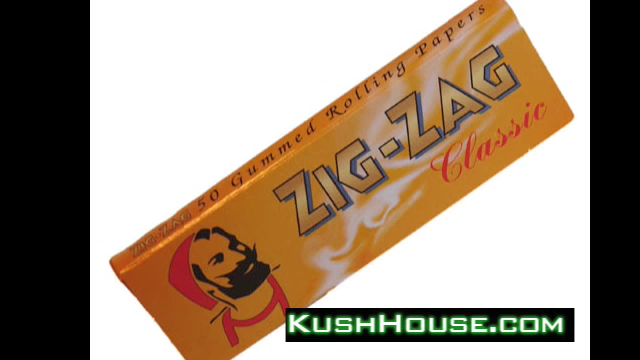 ZIG-ZAG 50 Gummed Rolling Papers
ZIG-ZAG
Classic
KushHouse.com